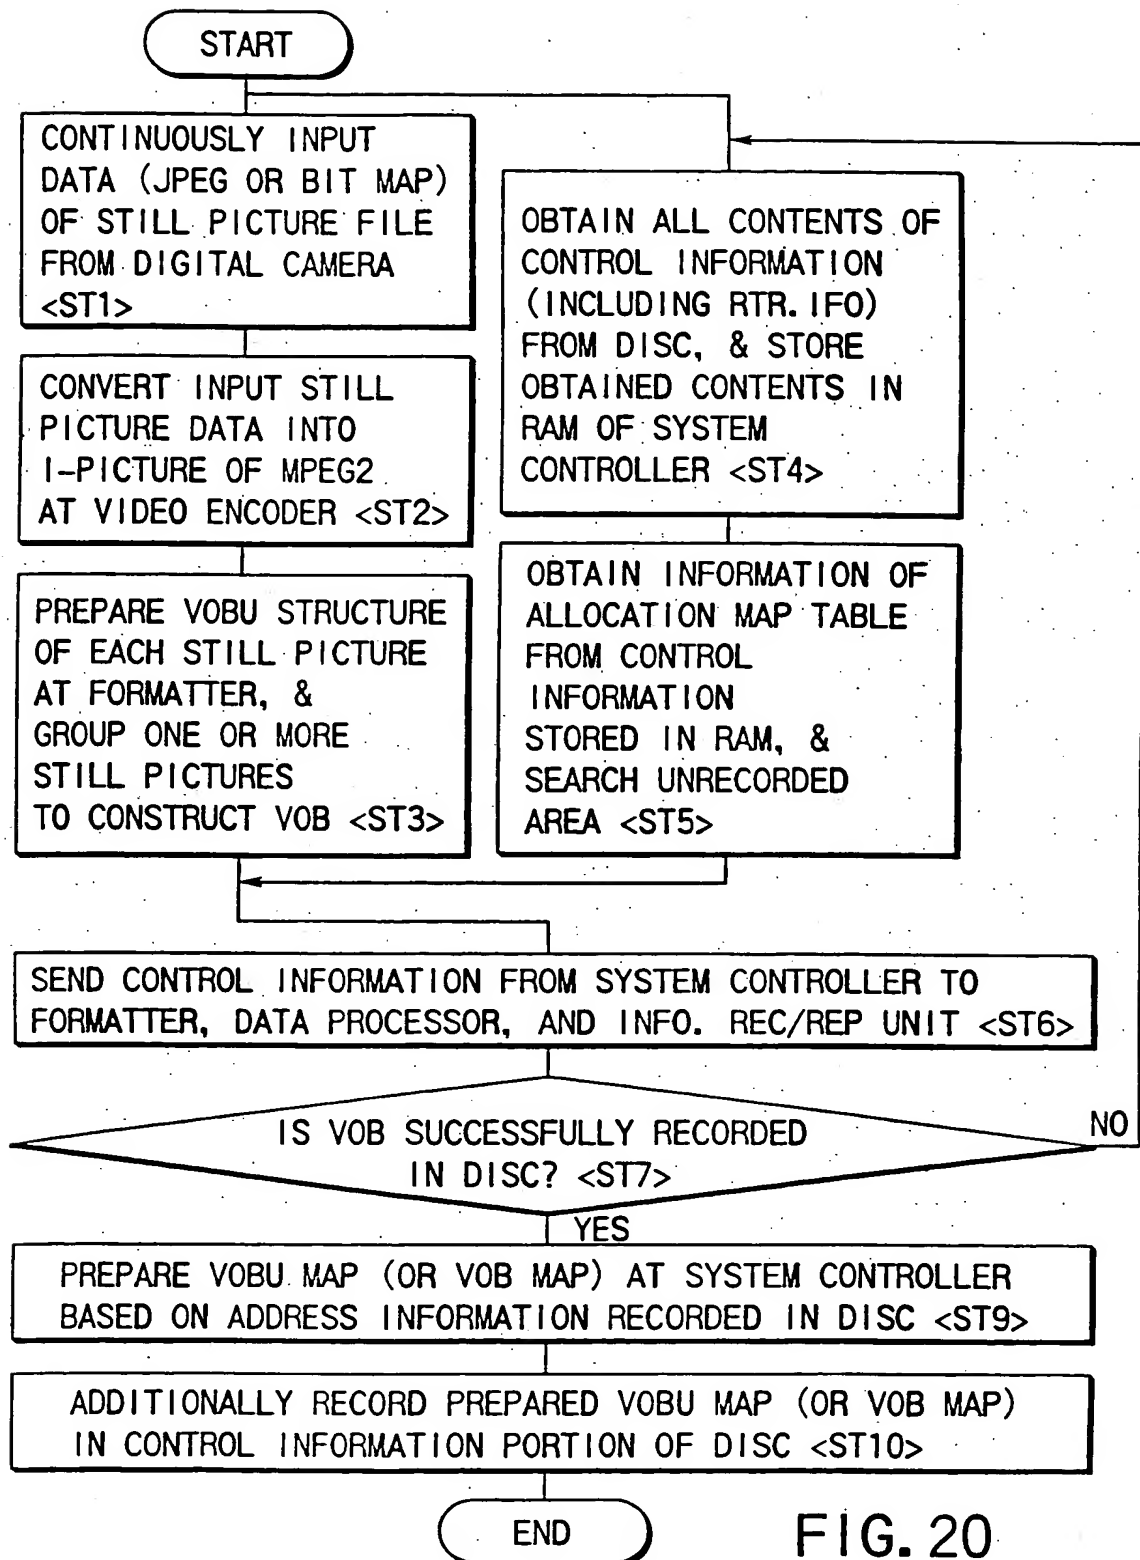 START
CONTINUOUSLY INPUT
DATA (JPEG OR BIT MAP)
OF STILL PICTURE FILE
FROM DIGITAL CAMERA
<ST1>
CONVERT INPUT STILL
PICTURE DATA INTO
I-PICTURE OF MPEG2
AT VIDEO ENCODER <ST2>
PREPARE VOBU STRUCTURE
OF EACH STILL PICTURE
AT FORMATTER, &
GROUP ONE OR MORE
STILL PICTURES
TO CONSTRUCT VOB <ST3>
OBTAIN ALL CONTENTS OF
CONTROL INFORMATION
(INCLUDING RTR. IFO)
FROM DISC, & STORE
OBTAINED CONTENTS IN
RAM OF SYSTEM
CONTROLLER <ST4>
OBTAIN INFORMATION OF
ALLOCATION MAP TABLE
FROM CONTROL
INFORMATION
STORED IN RAM, &
SEARCH UNRECORDED
AREA <ST5>
SEND CONTROL INFORMATION FROM SYSTEM CONTROLLER TO
FORMATTER, DATA PROCESSOR, AND INFO. REC/REP UNIT <ST6>
IS VOB SUCCESSFULLY RECORDED
IN DISC? <ST7>
NO
YES
PREPARE VOBU MAP (OR VOB MAP) AT SYSTEM CONTROLLER
BASED ON ADDRESS INFORMATION RECORDED IN DISC <ST9>
ADDITIONALLY RECORD PREPARED VOBU MAP (OR VOB MAP)
IN CONTROL INFORMATION PORTION OF DISC <ST10>
END
FIG. 20